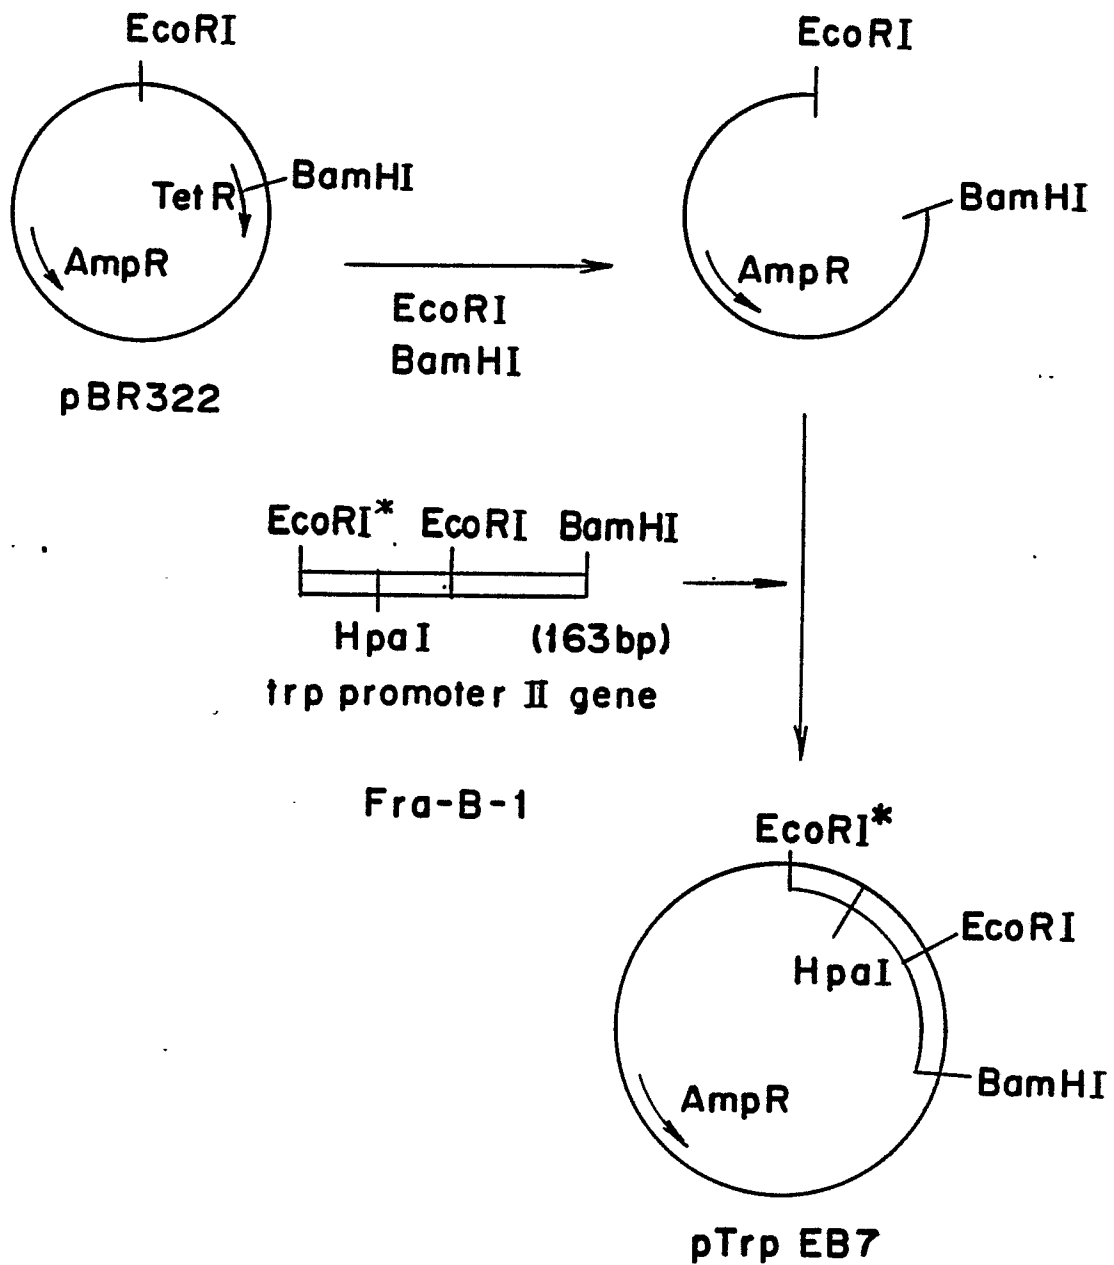 EcoRI
EcoRI
TetR
BamHI
BamHI
AmpR
AmpR
EcoRI
BamHI
pBR322
EcoRI* EcoRI BamHI
HpaI (163bp)
trp promoter II gene
Fra-B-1
EcoRI*
EcoRI
HpaI
BamHI
AmpR
pTrp EB7